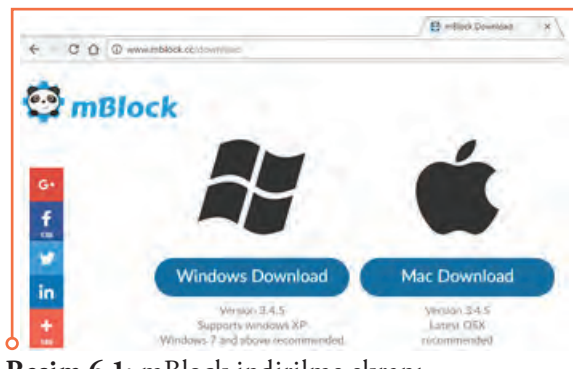 mBlock Download
www.mblock.cc/download
mBlock
G+
f
in
Windows Download
Mac Download
Version 3.4.5
Supports windows XP
Windows 7 and above recommended.
Version 3.4.5
Latest OSX
recommended
Resim 6.1: mBlock indirilme ekranı